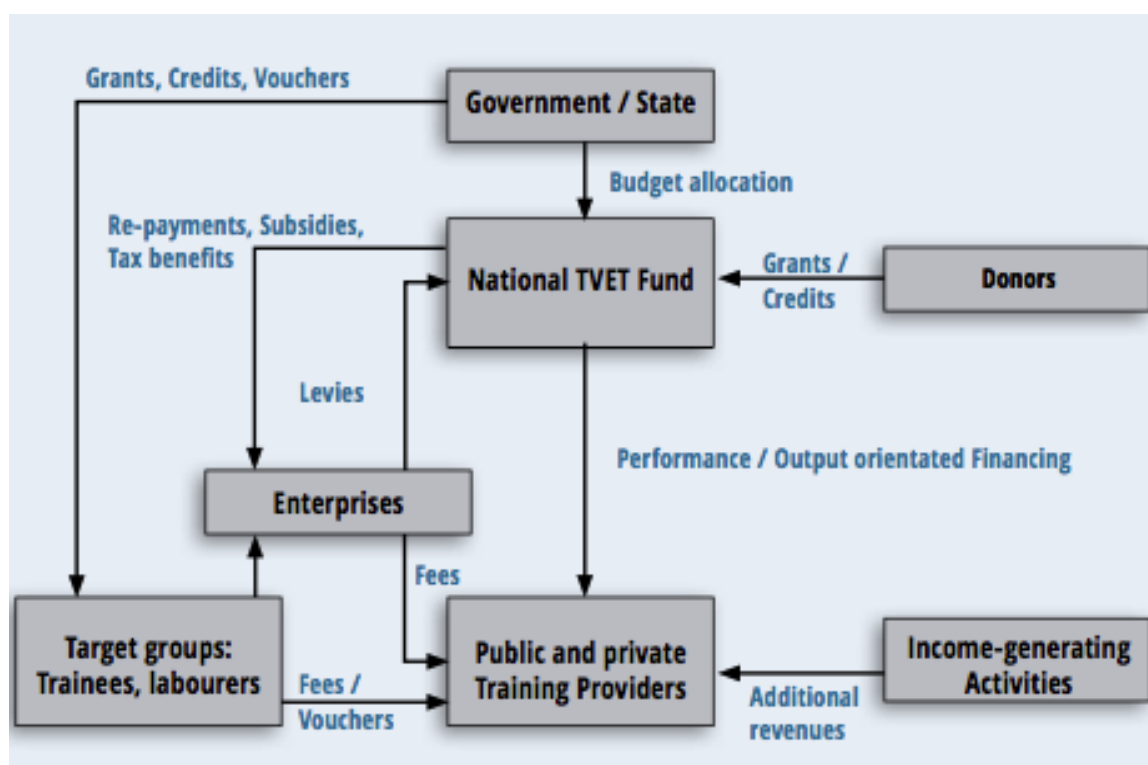 Grants, Credits, Vouchers
Government / State
Budget allocation
Re-payments, Subsidies,
Tax benefits
National TVET Fund
Grants /
Credits
Donors
Levies
Performance / Output orientated Financing
Enterprises
Fees
Target groups:
Trainees, labourers
Fees /
Vouchers
Public and private
Training Providers
Additional
revenues
Income-generating
Activities